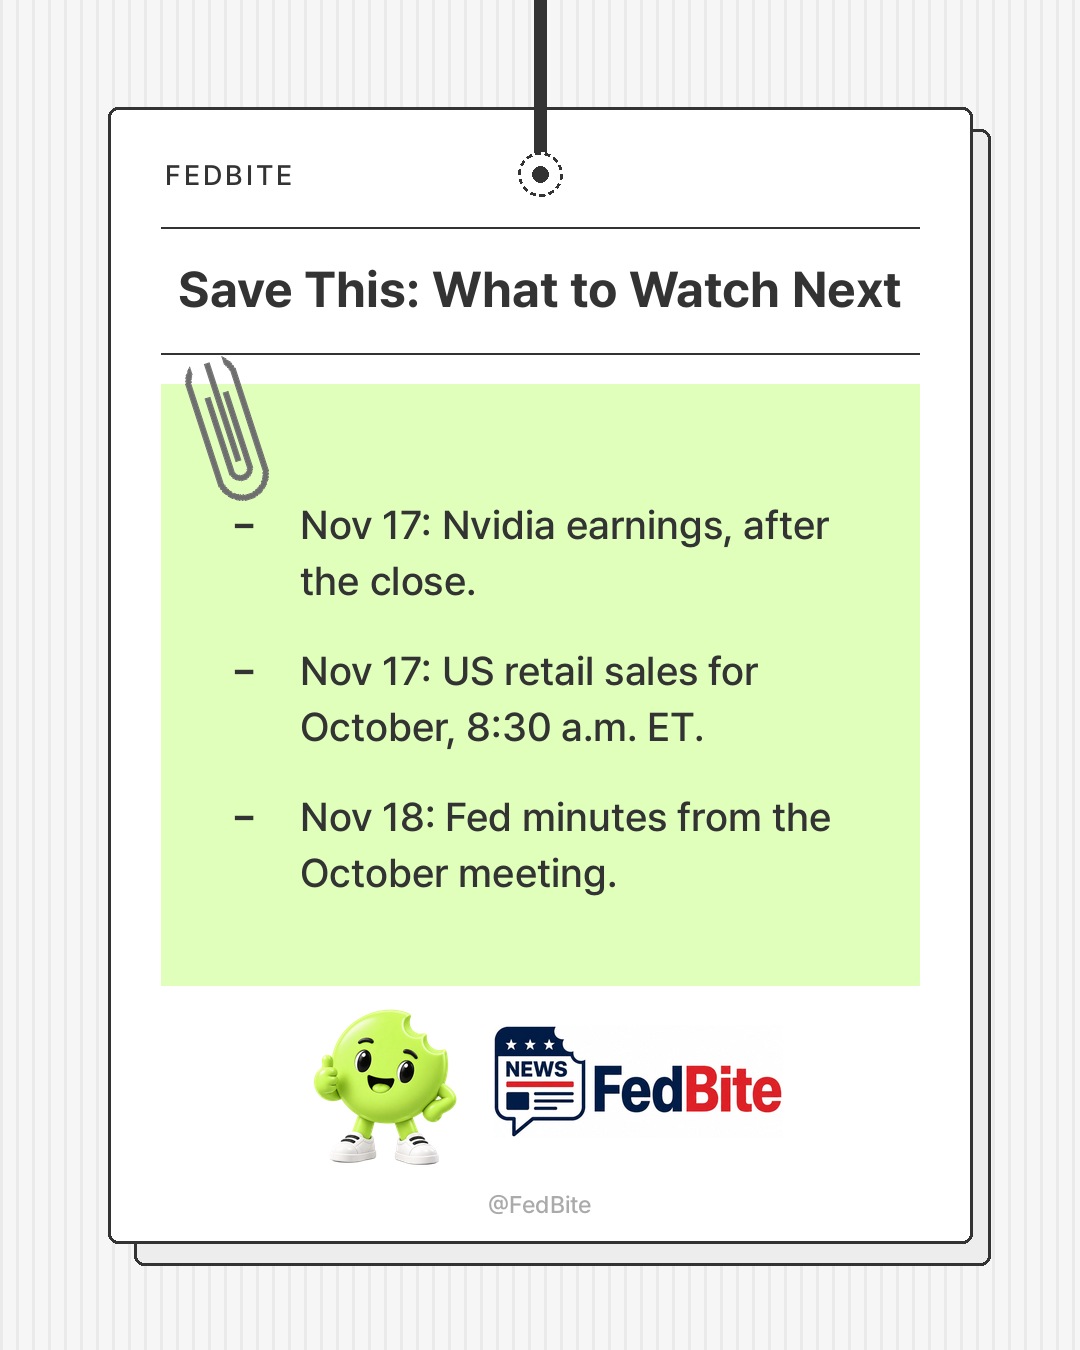 FEDBITE
Save This: What to Watch Next
– Nov 17: Nvidia earnings, after
the close.
– Nov 17: US retail sales for
October, 8:30 a.m. ET.
– Nov 18: Fed minutes from the
October meeting.
NEWS
FedBite
@FedBite